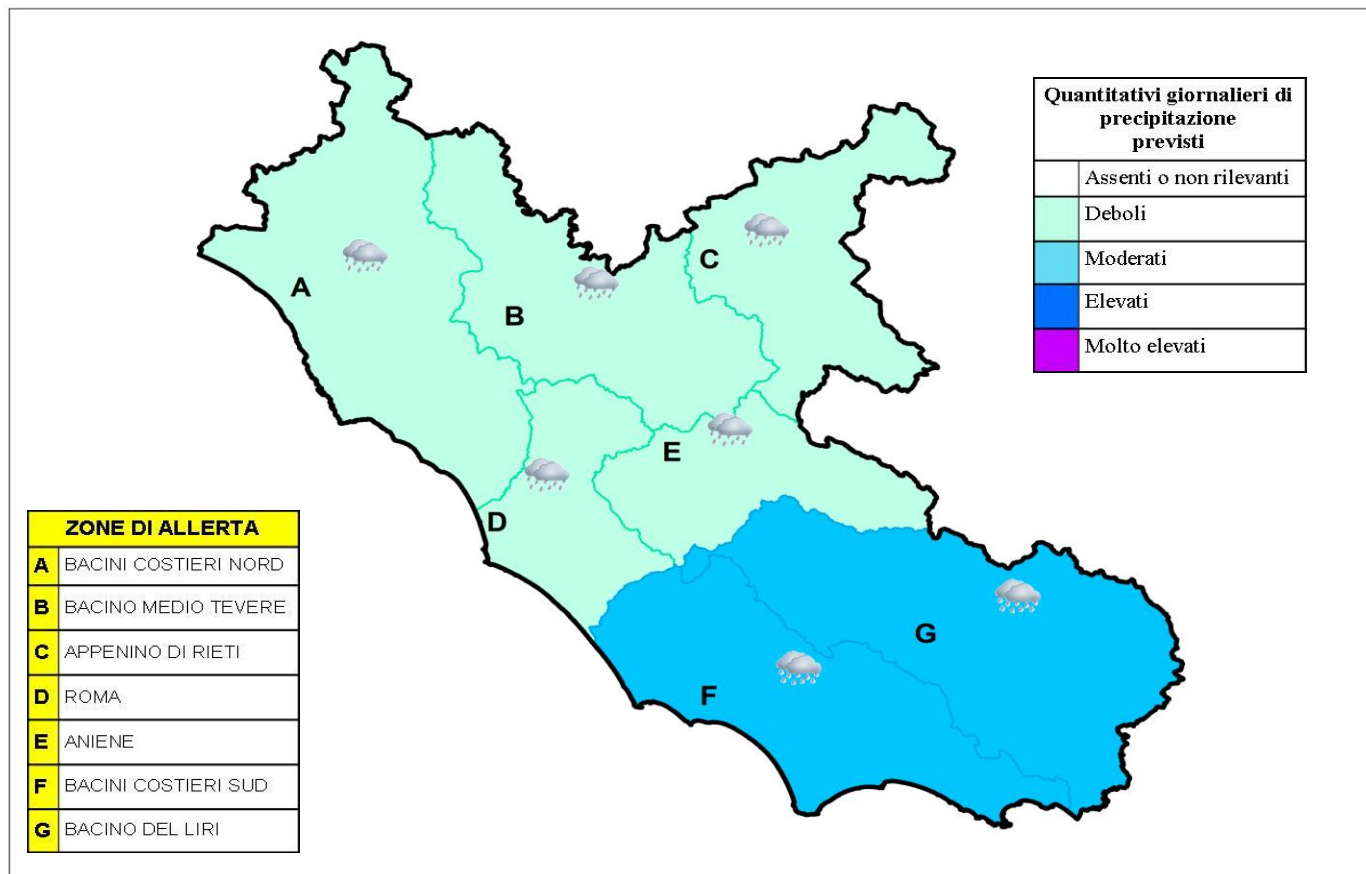 Quantitativi giornalieri di
precipitazione
previsti
Assenti o non rilevanti
Deboli
Moderati
Elevati
Molto elevati
A
B
C
D
E
F
G
ZONE DI ALLERTA
A BACINI COSTIERI NORD
B BACINO MEDIO TEVERE
C APPENINO DI RIETI
D ROMA
E ANIENE
F BACINI COSTIERI SUD
G BACINO DEL LIRI